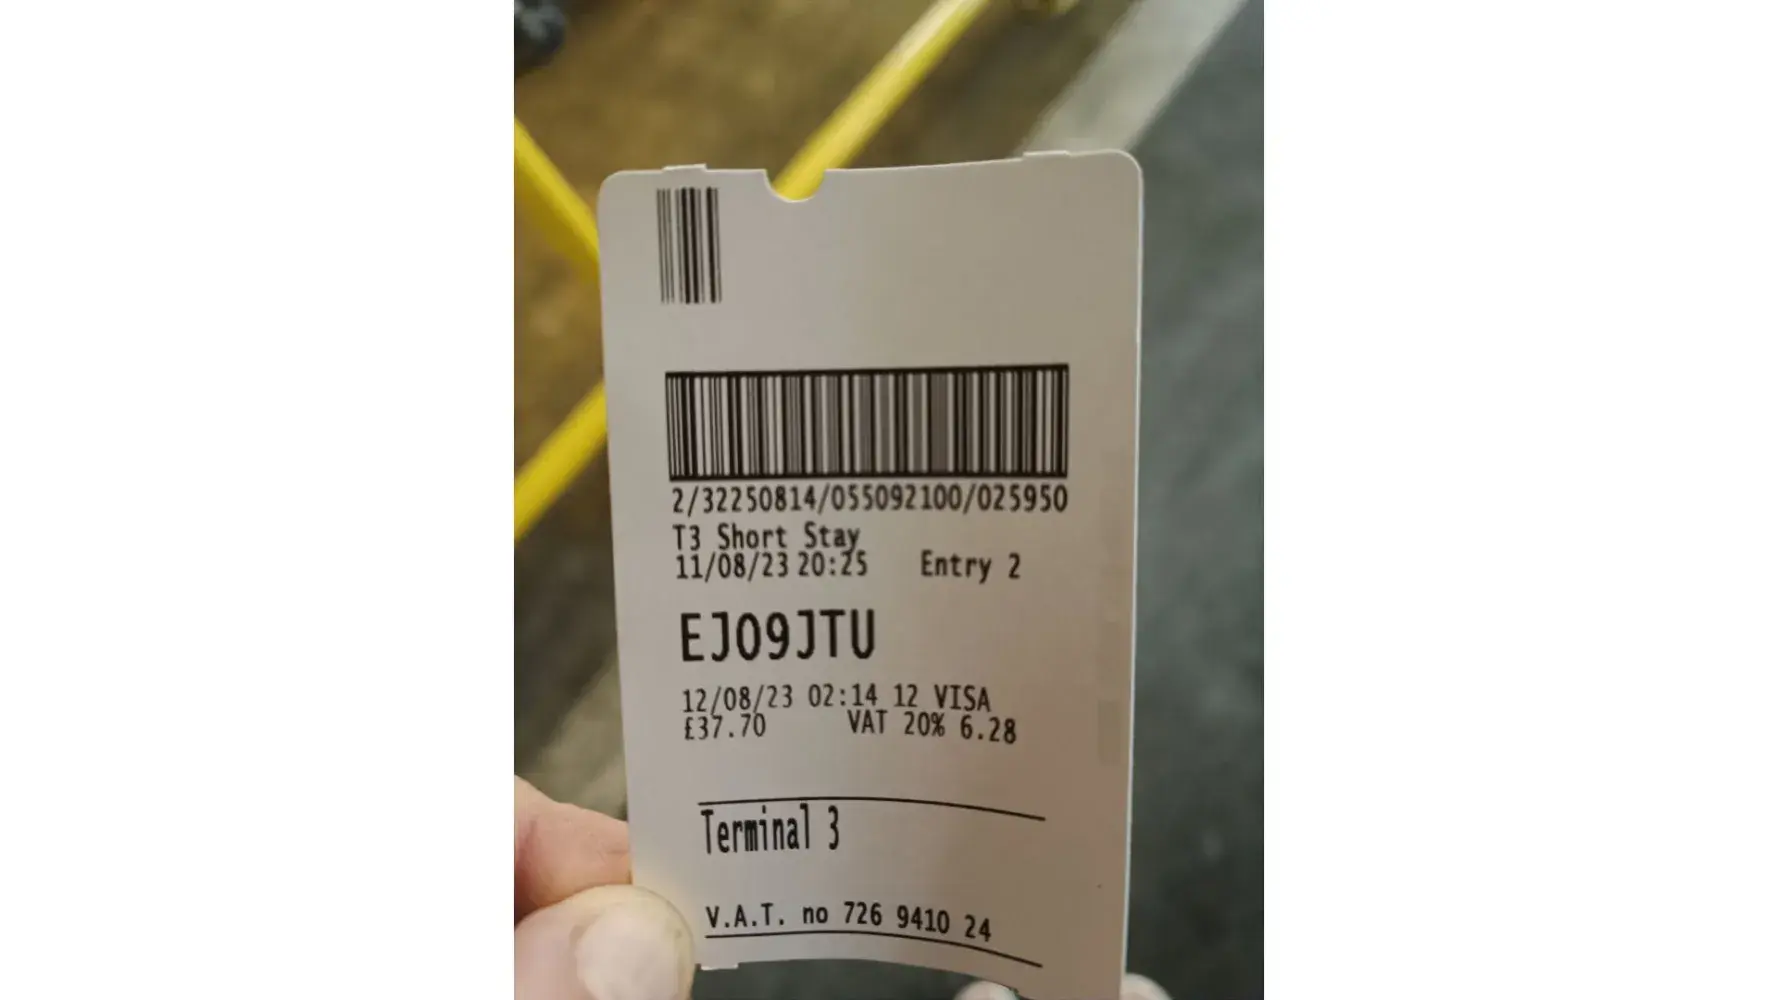 2/32250814/055092100/025950
T3 Short Stay
11/08/23 20:25 Entry 2
EJO9JTU
12/08/23 02:14 12 VISA
£37.70 VAT 20% 6.28
Terminal 3
V.A.T. no 726 9410 24